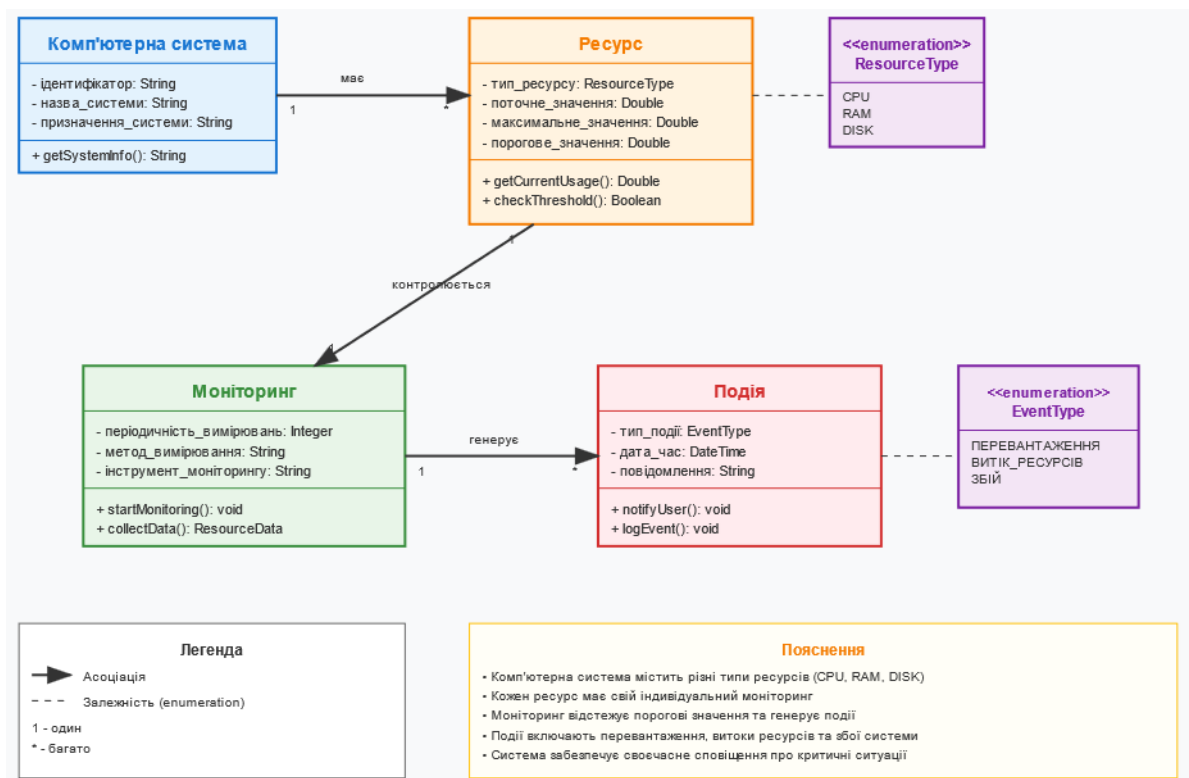 Комп'ютерна система
- ідентифікатор: String
- назва_системи: String
- призначення_системи: String
+ getSystemInfo(): String
має
1
*
Ресурс
- тип_ресурсу: ResourceType
- поточне_значення: Double
- максимальне_значення: Double
- порогове_значення: Double
+ getCurrentUsage(): Double
+ checkThreshold(): Boolean
<<enumeration>>
ResourceType
CPU
RAM
DISK
1
контролюється
1
Моніторинг
- періодичність_вимірювань: Integer
- метод_вимірювання: String
- інструмент_моніторингу: String
+ startMonitoring(): void
+ collectData(): ResourceData
генерує
1
*
Подія
- тип_події: EventType
- дата_час: DateTime
- повідомлення: String
+ notifyUser(): void
+ logEvent(): void
<<enumeration>>
EventType
ПЕРЕВАНТАЖЕННЯ
ВИТІК_РЕСУРСІВ
ЗБІЙ
Легенда
Асоціація
Залежність (enumeration)
1 - один
* - багато
Пояснення
• Комп'ютерна система містить різні типи ресурсів (CPU, RAM, DISK)
• Кожен ресурс має свій індивідуальний моніторинг
• Моніторинг відстежує порогові значення та генерує події
• Події включають перевантаження, витоки ресурсів та збої системи
• Система забезпечує своєчасне сповіщення про критичні ситуації